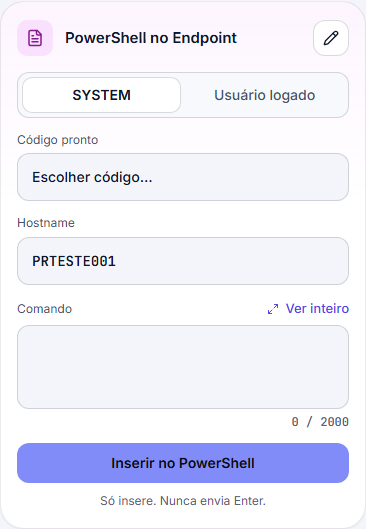 PowerShell no Endpoint
SYSTEM
Usuário logado
Código pronto
Escolher código...
Hostname
PRTESTE001
Comando
Ver inteiro
0 / 2000
Inserir no PowerShell
Só insere. Nunca envia Enter.